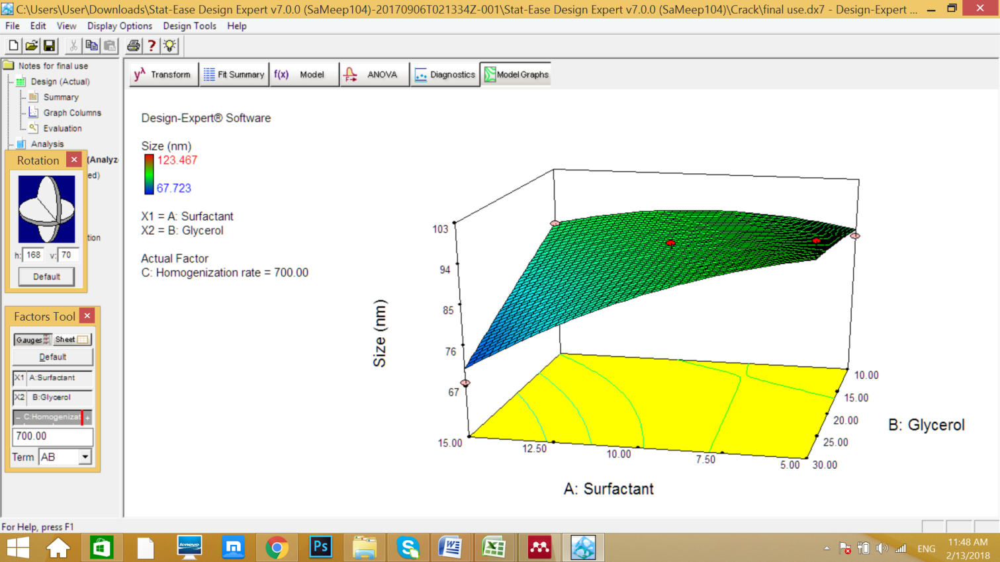 C:\Users\User\Downloads\Stat-Ease Design Expert v7.0.0 (SaMeep104)-20170906T021334Z-001\Stat-Ease Design Expert v7.0.0 (SaMeep104)\Crack\final use.dx7 - Design-Expert ...
File Edit View Display Options Design Tools Help
Notes for final use
Design (Actual)
Summary
Graph Columns
Evaluation
Analysis
(Analyz
ed)
tion
yλ Transform
Fit Summary
f(x) Model
ANOVA
Diagnostics
Model Graphs
Rotation
h: 168 v: 70
Default
Factors Tool
Gauges Sheet
Default
X1 A:Surfactant
X2 B:Glycerol
- C:Homogenizat +
700.00
Term AB
Design-Expert® Software
Size (nm)
123.467
67.723
X1 = A: Surfactant
X2 = B: Glycerol
Actual Factor
C: Homogenization rate = 700.00
103
94
85
76
67
Size (nm)
15.00
12.50
10.00
7.50
5.00
A: Surfactant
10.00
15.00
20.00
25.00
30.00
B: Glycerol
For Help, press F1
lenovo
m
Ps
ENG
11:48 AM
2/13/2018